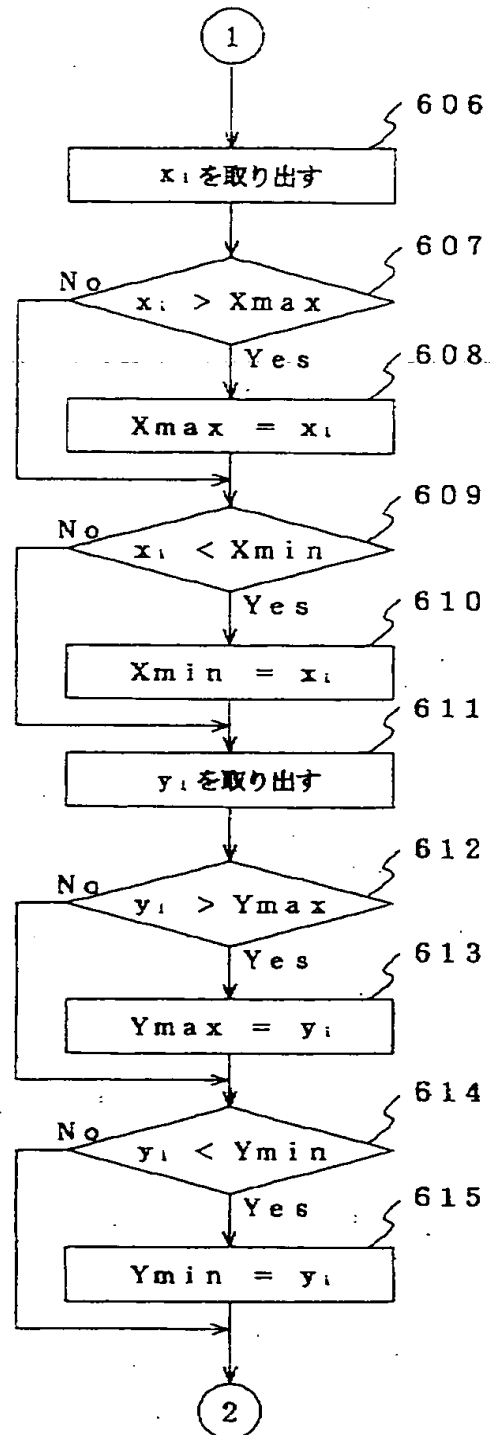 1
606
xiを取り出す
607
No
xi > Xmax
Yes
608
Xmax = xi
609
No
xi < Xmin
Yes
610
Xmin = xi
611
yiを取り出す
612
No
yi > Ymax
Yes
613
Ymax = yi
614
No
yi < Ymin
Yes
615
Ymin = yi
2